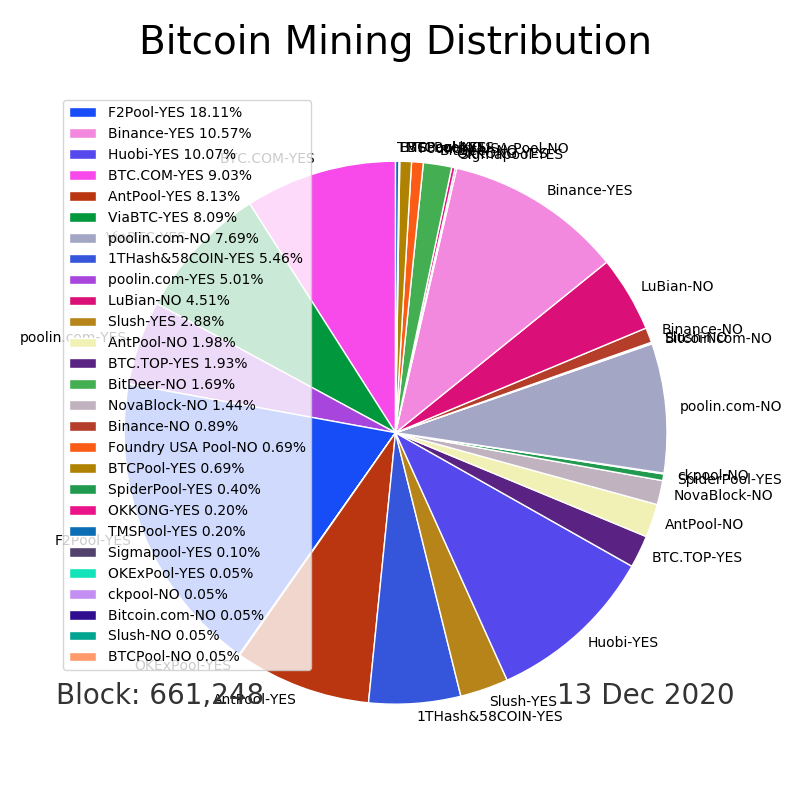 Bitcoin Mining Distribution
F2Pool-YES 18.11%
Binance-YES 10.57%
Huobi-YES 10.07%
BTC.COM-YES 9.03%
AntPool-YES 8.13%
ViaBTC-YES 8.09%
poolin.com-NO 7.69%
1THash&58COIN-YES 5.46%
poolin.com-YES 5.01%
LuBian-NO 4.51%
Slush-YES 2.88%
AntPool-NO 1.98%
BTC.TOP-YES 1.93%
BitDeer-NO 1.69%
NovaBlock-NO 1.44%
Binance-NO 0.89%
Foundry USA Pool-NO 0.69%
BTCPool-YES 0.69%
SpiderPool-YES 0.40%
OKKONG-YES 0.20%
TMSPool-YES 0.20%
Sigmapool-YES 0.10%
OKExPool-YES 0.05%
ckpool-NO 0.05%
Bitcoin.com-NO 0.05%
Slush-NO 0.05%
BTCPool-NO 0.05%
BTC.COM-YES
poolin.com-YES
F2Pool-YES
OKExPool-YES
AntPool-YES
1THash&58COIN-YES
Slush-YES
Huobi-YES
BTC.TOP-YES
AntPool-NO
NovaBlock-NO
SpiderPool-YES
ckpool-NO
poolin.com-NO
Bitcoin.com-NO
Binance-NO
LuBian-NO
Binance-YES
Sigmapool-YES
Block: 661,248
13 Dec 2020